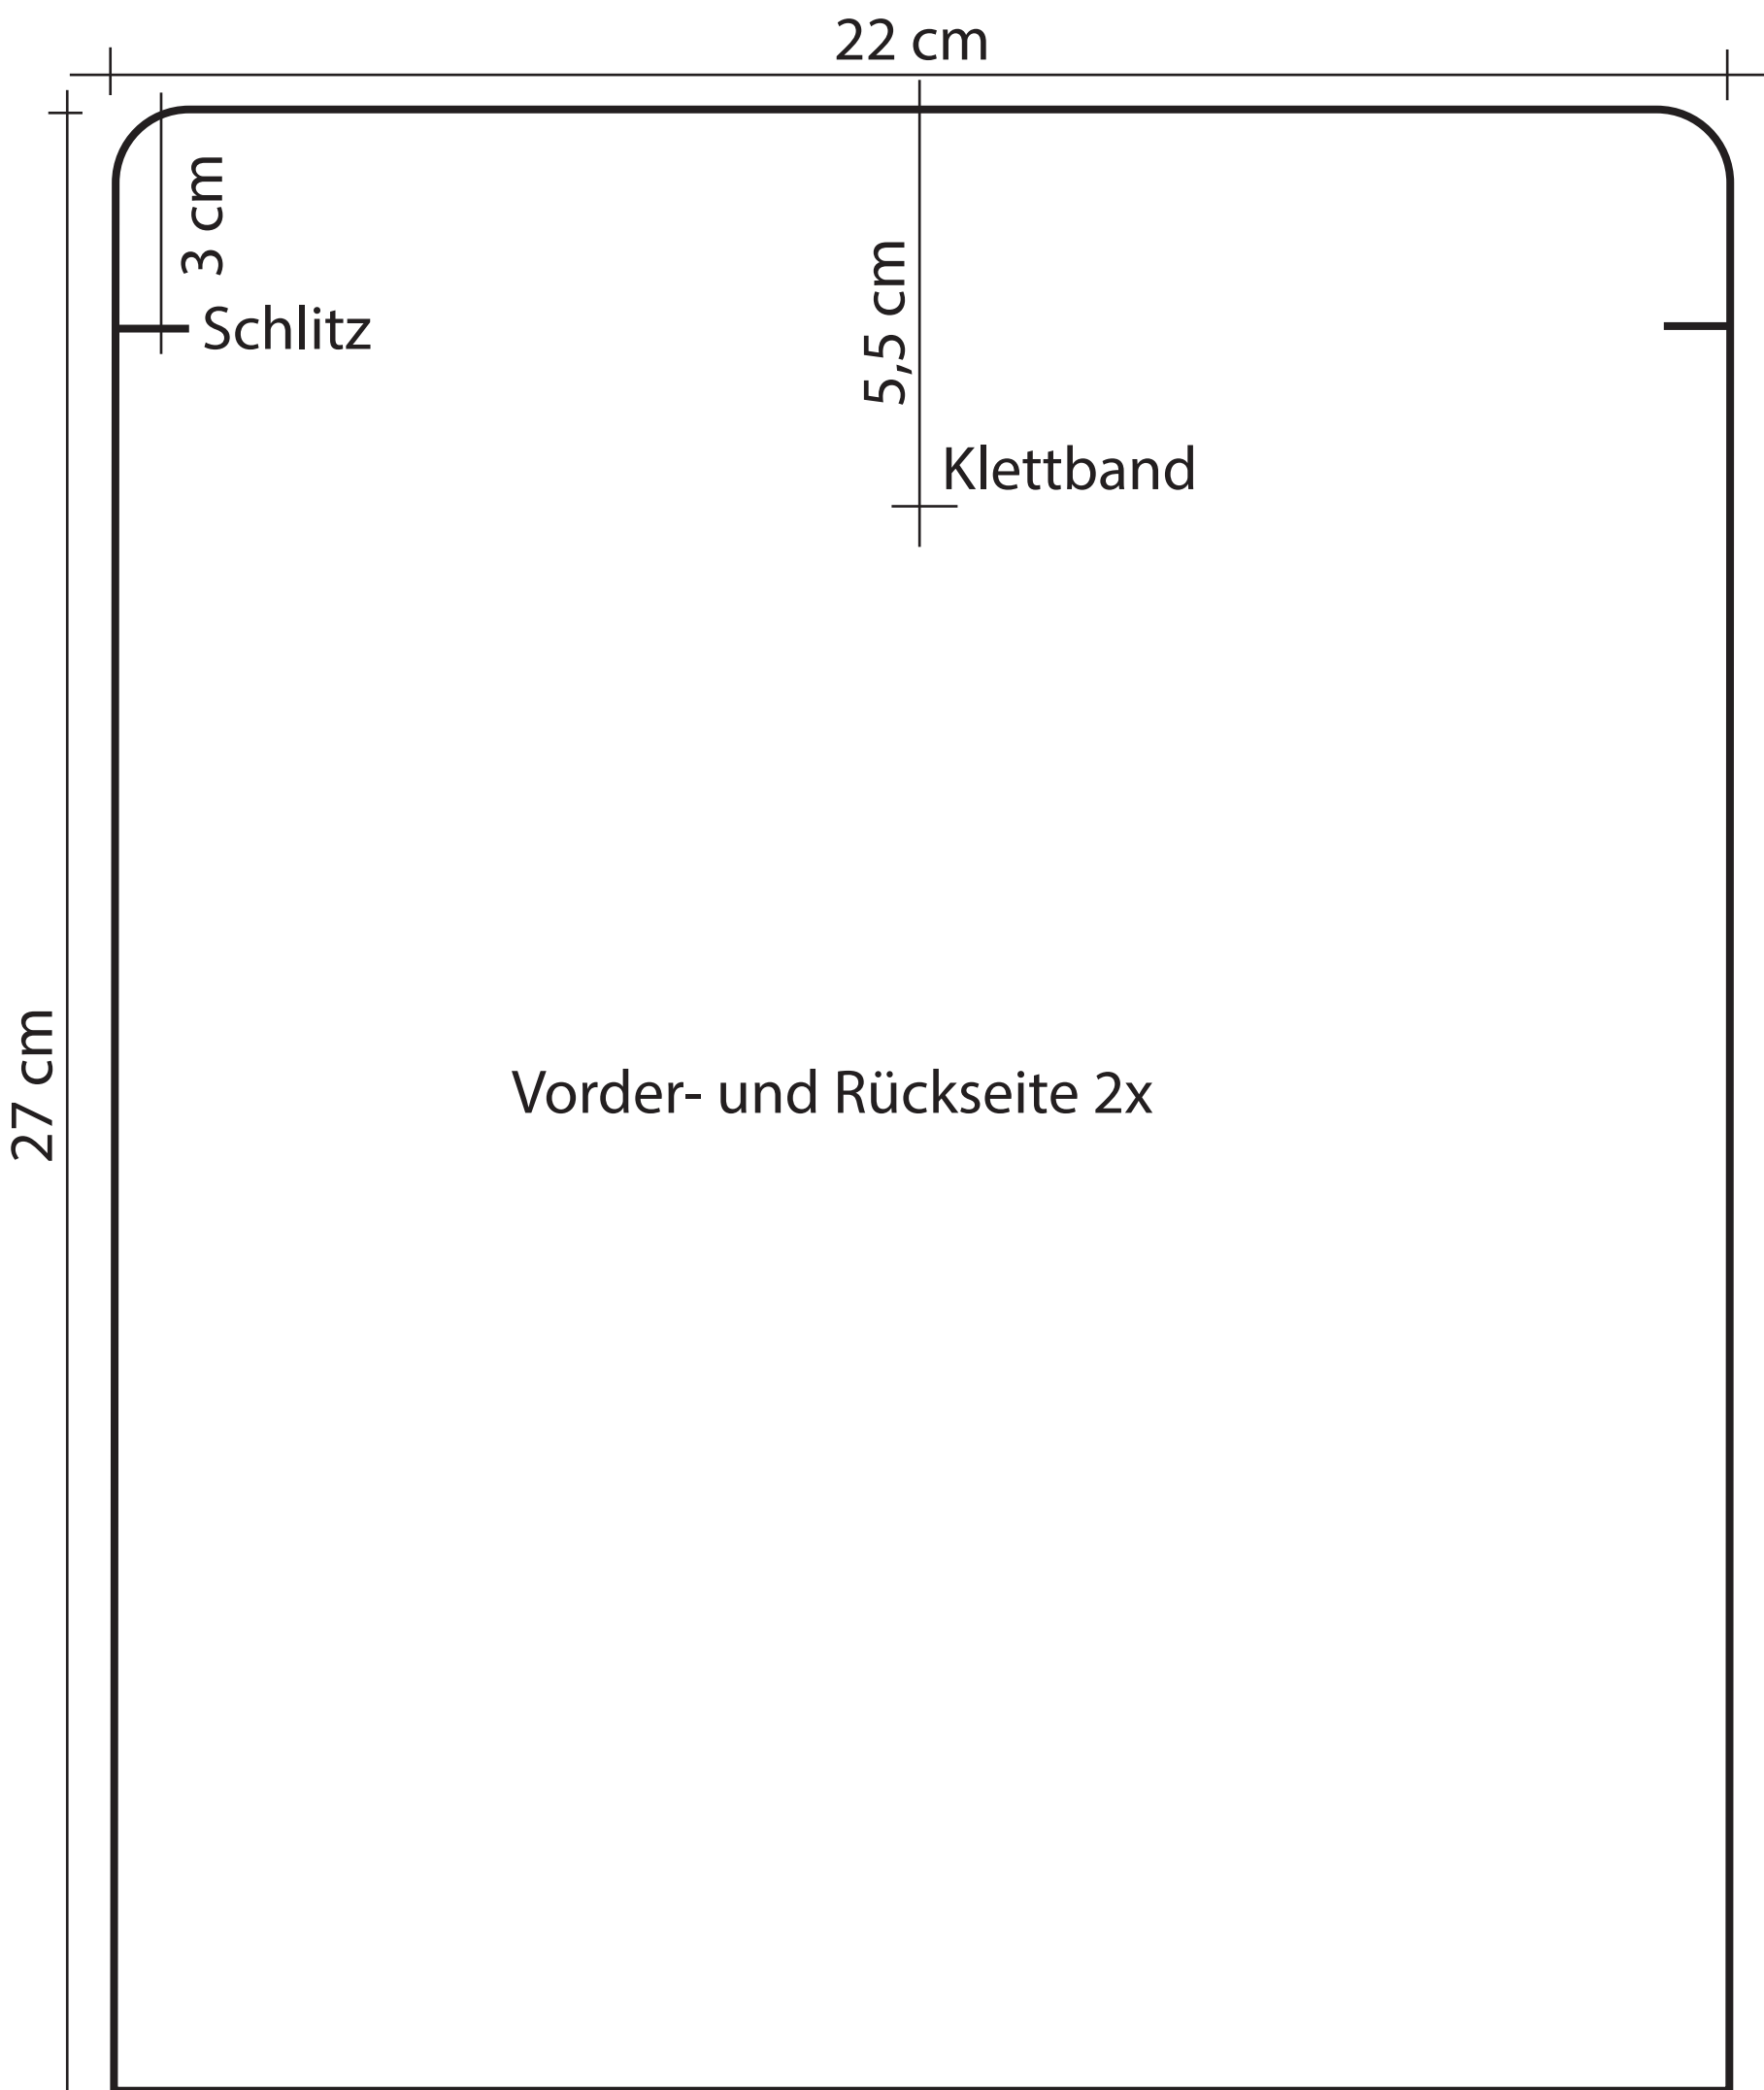 22 cm
3 cm
Schlitz
5,5 cm
Klettband
27 cm
Vorder- und Rückseite 2x